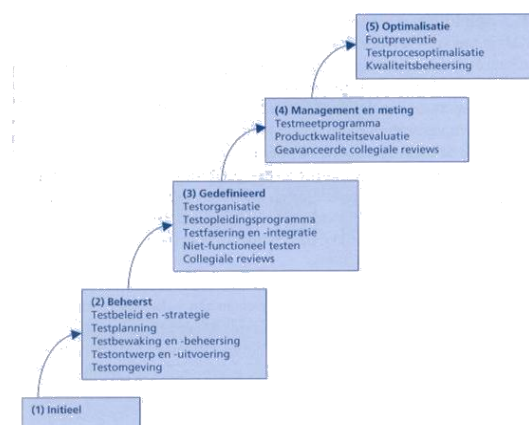 (5) Optimalisatie
Foutpreventie
Testprocesoptimalisatie
Kwaliteitsbeheersing
(4) Management en meting
Testmeetprogramma
Productkwaliteitsevaluatie
Geavanceerde collegiale reviews
(3) Gedefinieerd
Testorganisatie
Testopleidingsprogramma
Testfasering en -integratie
Niet-functioneel testen
Collegiale reviews
(2) Beheerst
Testbeleid en -strategie
Testplanning
Testbewaking en -beheersing
Testontwerp en -uitvoering
Testomgeving
(1) Initieel